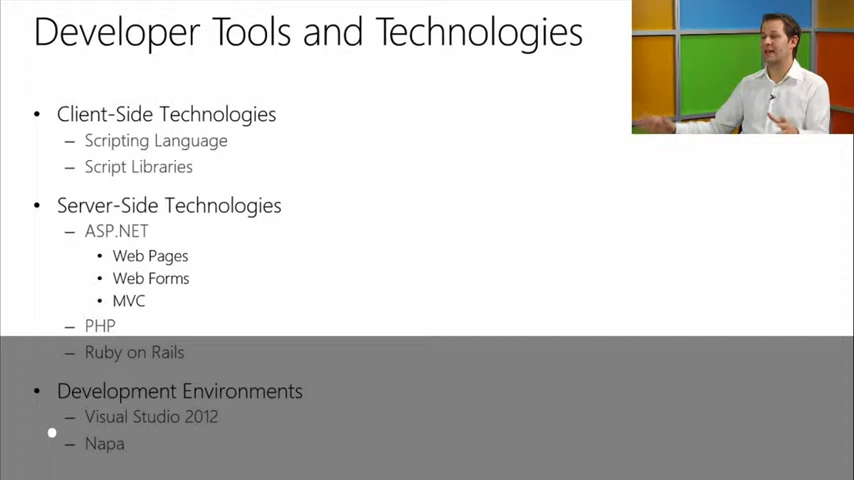 Developer Tools and Technologies
• Client-Side Technologies
– Scripting Language
– Script Libraries
• Server-Side Technologies
– ASP.NET
• Web Pages
• Web Forms
• MVC
– PHP
– Ruby on Rails
• Development Environments
– Visual Studio 2012
– Napa